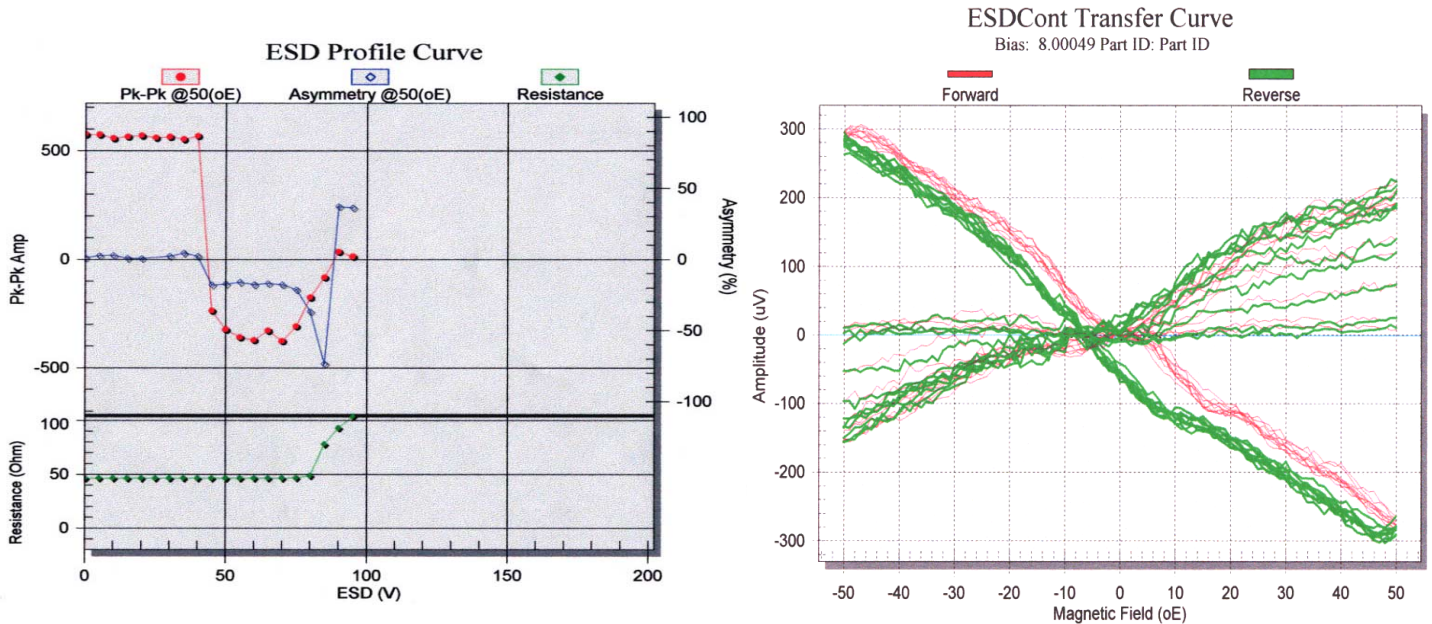 ESD Profile Curve
Pk-Pk @50(oE) Asymmetry @50(oE) Resistance
500
0
-500
Pk-Pk Amp
100
50
0
-50
-100
Asymmetry (%)
100
50
0
Resistance (Ohm)
0 50 100 150 200
ESD (V)
ESDCont Transfer Curve
Bias: 8.00049 Part ID: Part ID
Forward Reverse
300
200
100
0
-100
-200
-300
Amplitude (uV)
-50 -40 -30 -20 -10 0 10 20 30 40 50
Magnetic Field (oE)